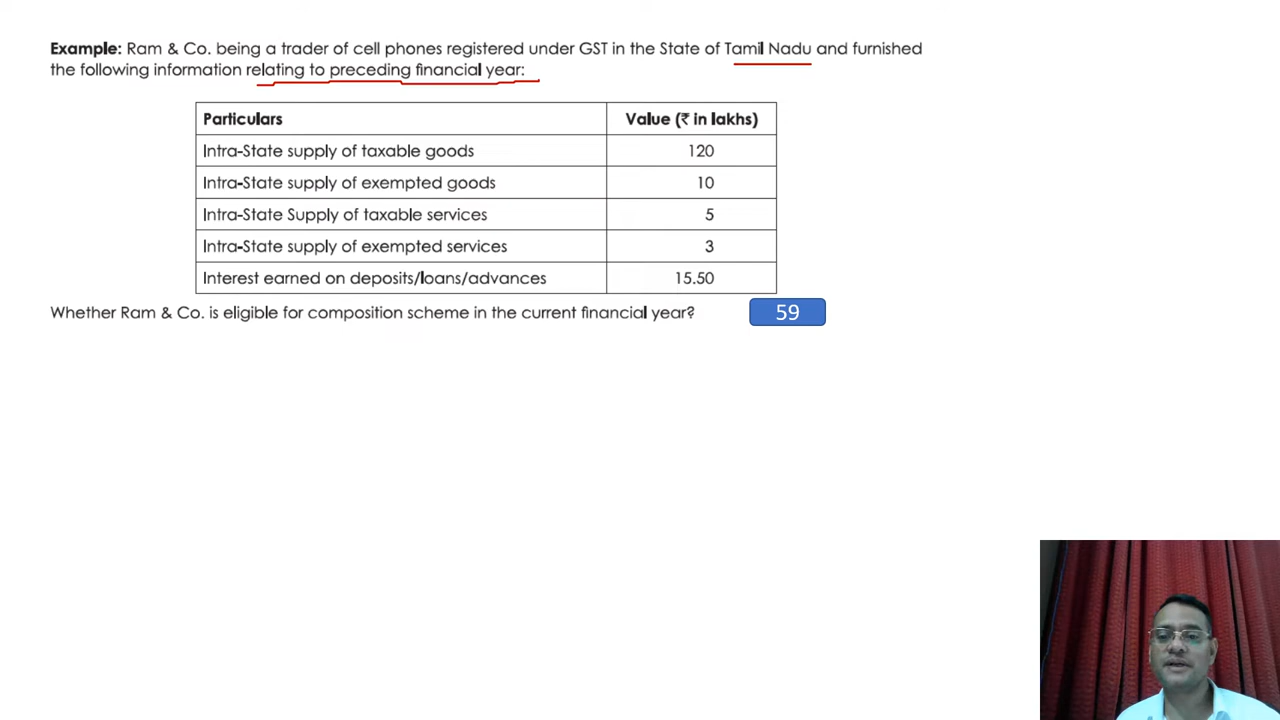 Example: Ram & Co. being a trader of cell phones registered under GST in the State of Tamil Nadu and furnished
the following information relating to preceding financial year:
Particulars Value (₹ in lakhs)
Intra-State supply of taxable goods 120
Intra-State supply of exempted goods 10
Intra-State Supply of taxable services 5
Intra-State supply of exempted services 3
Interest earned on deposits/loans/advances 15.50
Whether Ram & Co. is eligible for composition scheme in the current financial year? 59